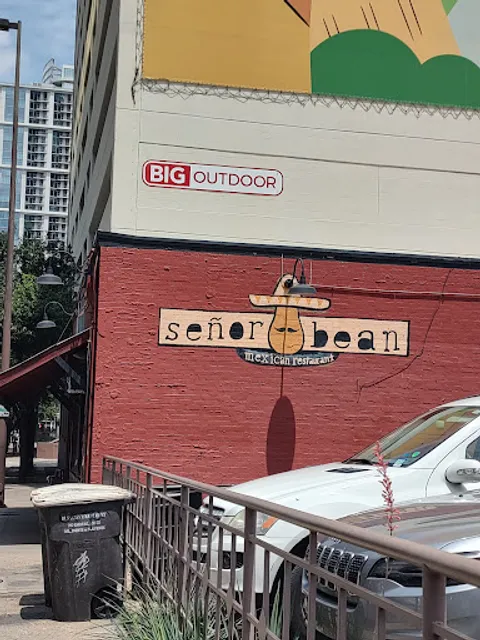 BIG OUTDOOR
señor bean
mexican restaurant